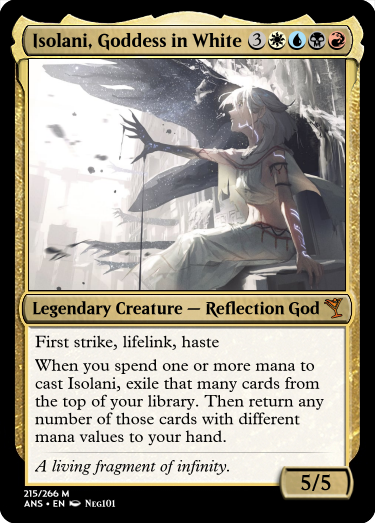 Isolani, Goddess in White 3
Legendary Creature — Reflection God
First strike, lifelink, haste
When you spend one or more mana to
cast Isolani, exile that many cards from
the top of your library. Then return any
number of those cards with different
mana values to your hand.
A living fragment of infinity.
5/5
215/266 M
ANS • EN Neg101